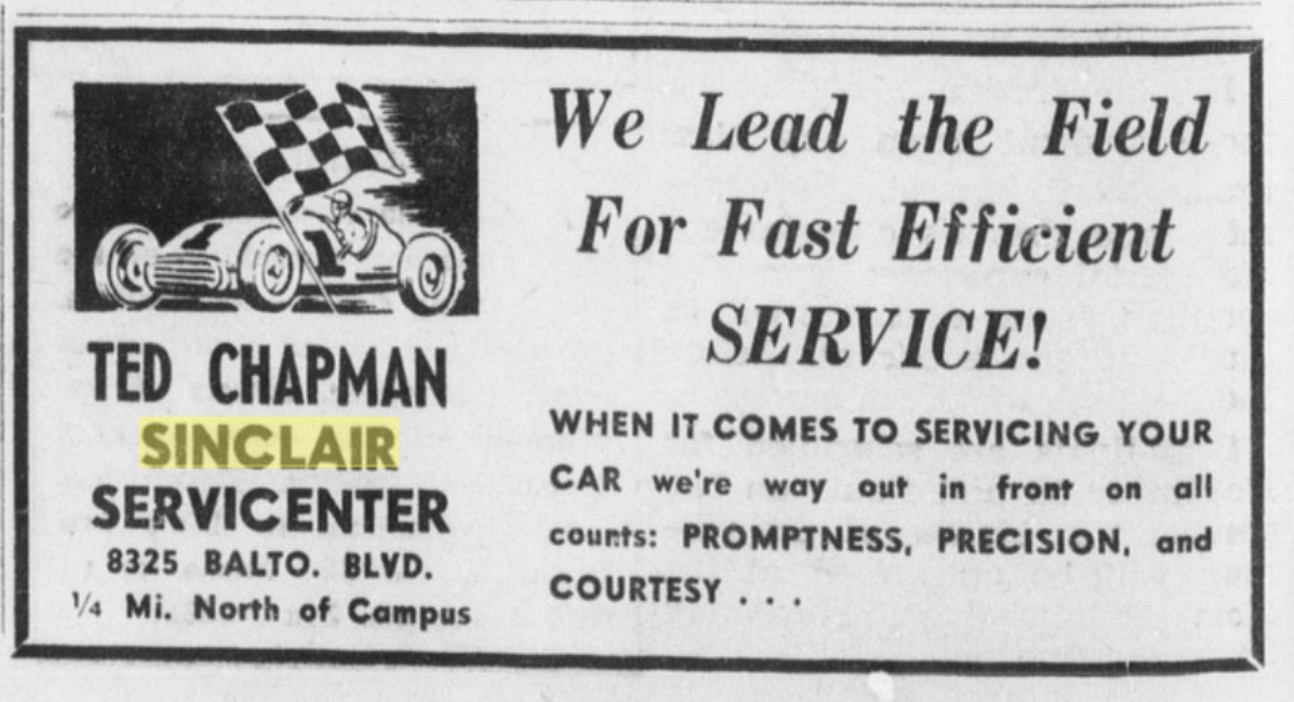 We Lead the Field
For Fast Efficient
SERVICE!
WHEN IT COMES TO SERVICING YOUR
CAR we're way out in front on all
counts: PROMPTNESS, PRECISION, and
COURTESY . . .
1
1
TED CHAPMAN
SINCLAIR
SERVICENTER
8325 BALTO. BLVD.
¼ Mi. North of Campus